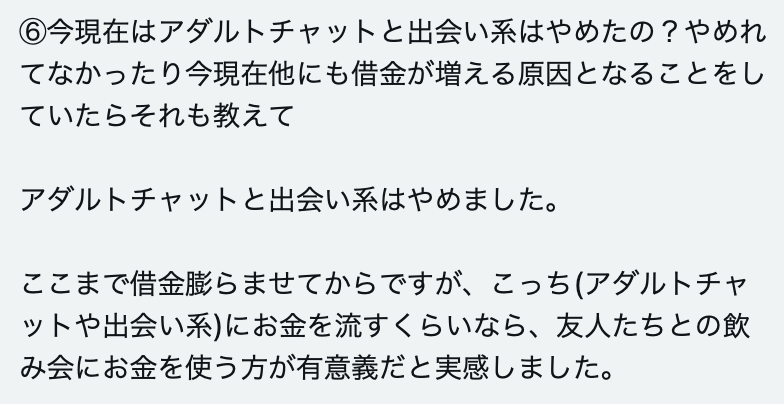 ⑥今現在はアダルトチャットと出会い系はやめたの？やめれ
てなかったり今現在他にも借金が増える原因となることをし
ていたらそれも教えて
アダルトチャットと出会い系はやめました。
ここまで借金膨らませてからですが、こっち(アダルトチャ
ットや出会い系)にお金を流すくらいなら、友人たちとの飲
み会にお金を使う方が有意義だと実感しました。